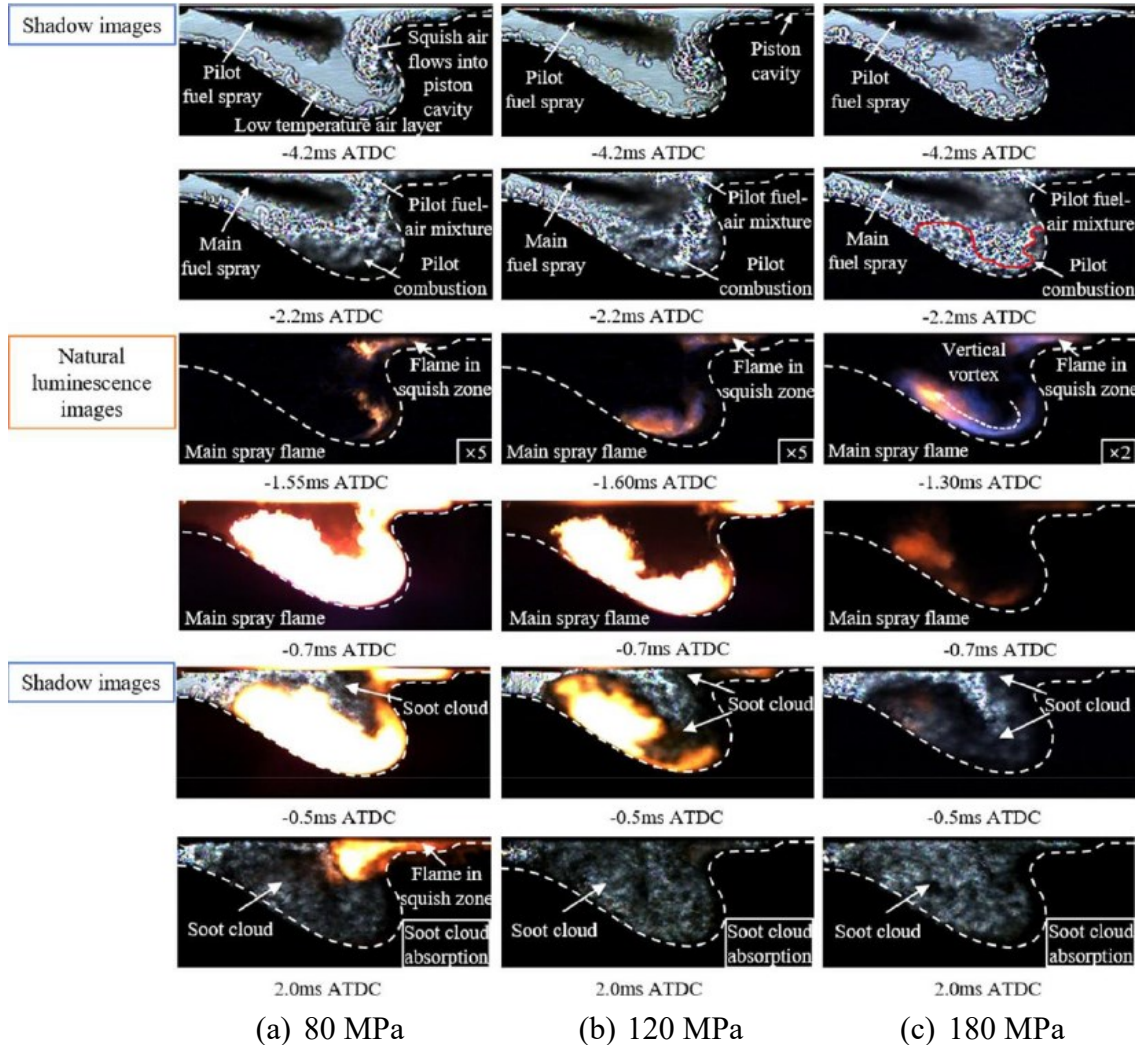 Shadow images
Pilot
fuel spray
Squish air
flows into
piston
cavity
Low temperature air layer
-4.2ms ATDC
Pilot
fuel spray
Piston
cavity
-4.2ms ATDC
Pilot
fuel spray
-4.2ms ATDC
Main
fuel spray
Pilot fuel-
air mixture
Pilot
combustion
-2.2ms ATDC
Main
fuel spray
Pilot fuel-
air mixture
Pilot
combustion
-2.2ms ATDC
Main
fuel spray
Pilot fuel-
air mixture
Pilot
combustion
-2.2ms ATDC
Natural
luminescence
images
Flame in
squish zone
Main spray flame
×5
-1.55ms ATDC
Flame in
squish zone
Main spray flame
×5
-1.60ms ATDC
Vertical
vortex
Flame in
squish zone
Main spray flame
×2
-1.30ms ATDC
Main spray flame
-0.7ms ATDC
Main spray flame
-0.7ms ATDC
Main spray flame
-0.7ms ATDC
Shadow images
Soot cloud
-0.5ms ATDC
Soot cloud
-0.5ms ATDC
Soot cloud
-0.5ms ATDC
Soot cloud
Flame in
squish zone
Soot cloud
absorption
2.0ms ATDC
Soot cloud
Soot cloud
absorption
2.0ms ATDC
Soot cloud
Soot cloud
absorption
2.0ms ATDC
(a) 80 MPa
(b) 120 MPa
(c) 180 MPa